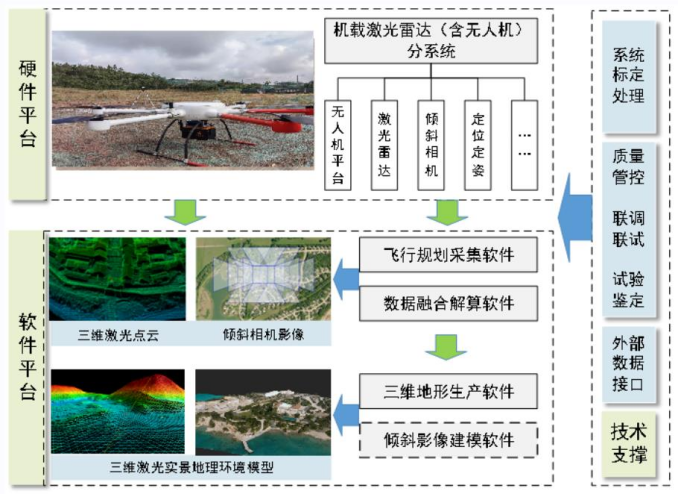 硬件平台
机载激光雷达（含无人机）
分系统
无人机平台
激光雷达
倾斜相机
定位定姿
……
系统
标定
处理
质量
管控
联调
联试
试验
鉴定
外部
数据
接口
技术
支撑
软件平台
三维激光点云
倾斜相机影像
飞行规划采集软件
数据融合解算软件
三维激光实景地理环境模型
三维地形生产软件
倾斜影像建模软件